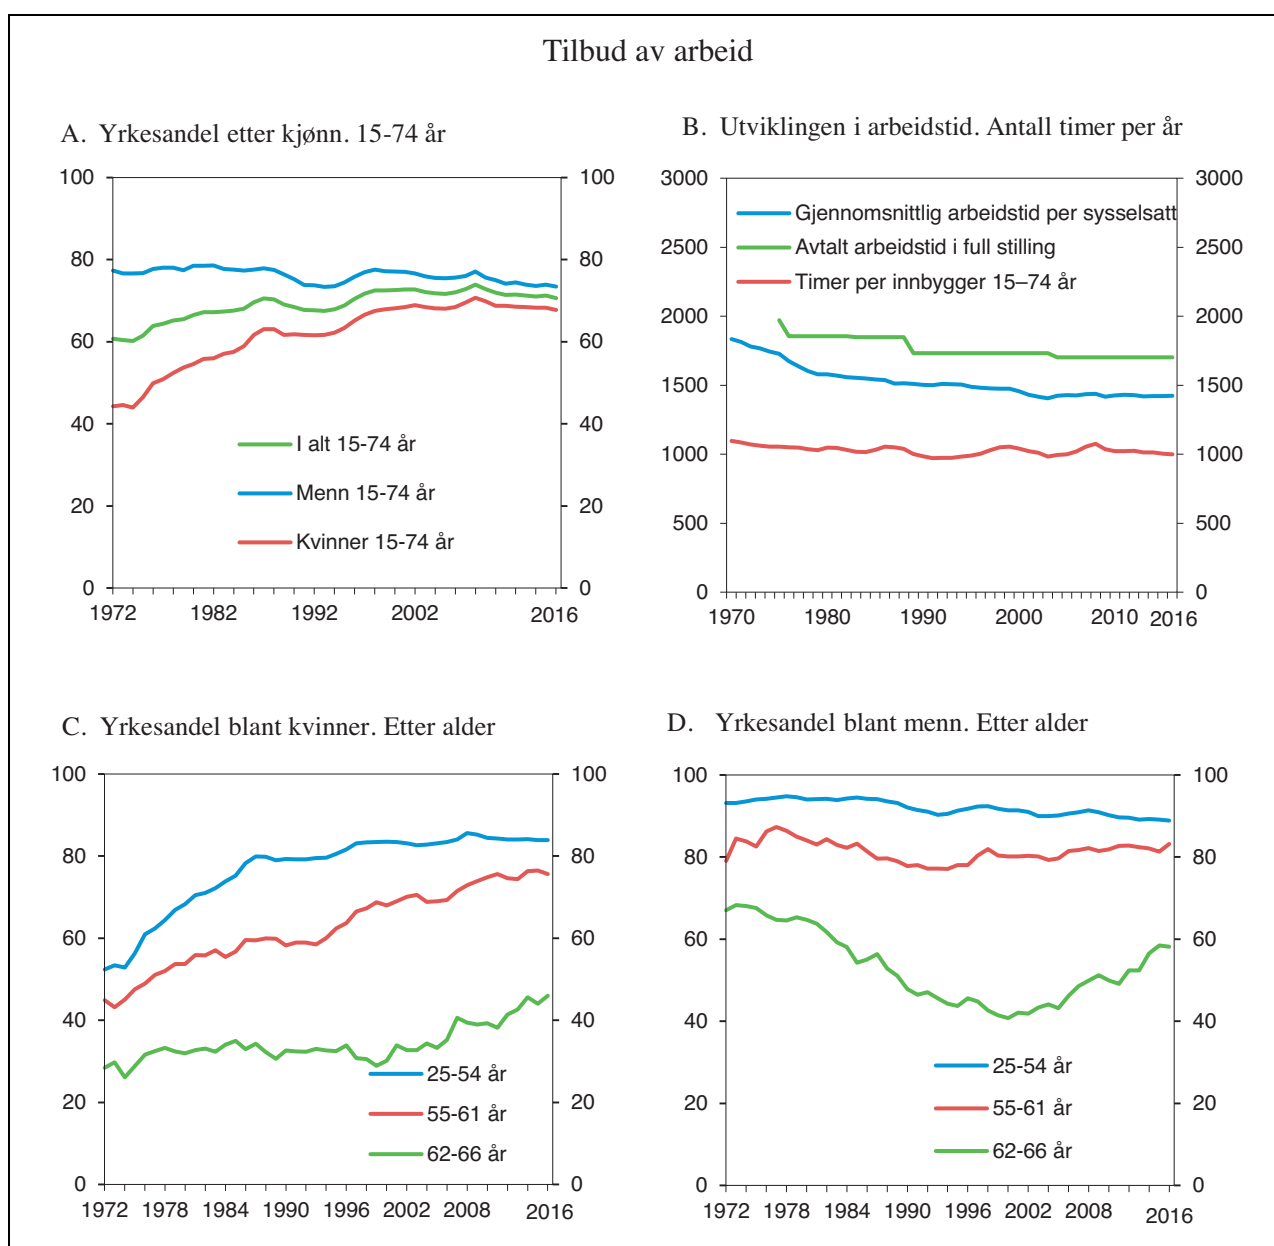 Tilbud av arbeid
A. Yrkesandel etter kjønn. 15-74 år
100
80
60
40
20
0
100
80
60
40
20
0
I alt 15-74 år
Menn 15-74 år
Kvinner 15-74 år
1972 1982 1992 2002 2016
B. Utviklingen i arbeidstid. Antall timer per år
3000
2500
2000
1500
1000
500
0
3000
2500
2000
1500
1000
500
0
Gjennomsnittlig arbeidstid per sysselsatt
Avtalt arbeidstid i full stilling
Timer per innbygger 15–74 år
1970 1980 1990 2000 2010 2016
C. Yrkesandel blant kvinner. Etter alder
100
80
60
40
20
0
100
80
60
40
20
0
25-54 år
55-61 år
62-66 år
1972 1978 1984 1990 1996 2002 2008 2016
D. Yrkesandel blant menn. Etter alder
100
80
60
40
20
0
100
80
60
40
20
0
25-54 år
55-61 år
62-66 år
1972 1978 1984 1990 1996 2002 2008 2016